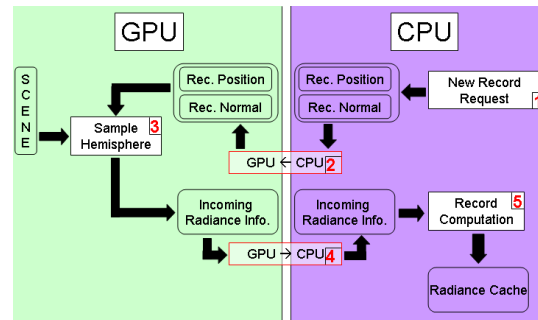 GPU
CPU
S
C
E
N
E
Rec. Position
Rec. Normal
Rec. Position
Rec. Normal
New Record
Request
1
Sample
Hemisphere
3
GPU ← CPU
2
Incoming
Radiance Info.
Incoming
Radiance Info.
Record
Computation
5
GPU → CPU
4
Radiance Cache